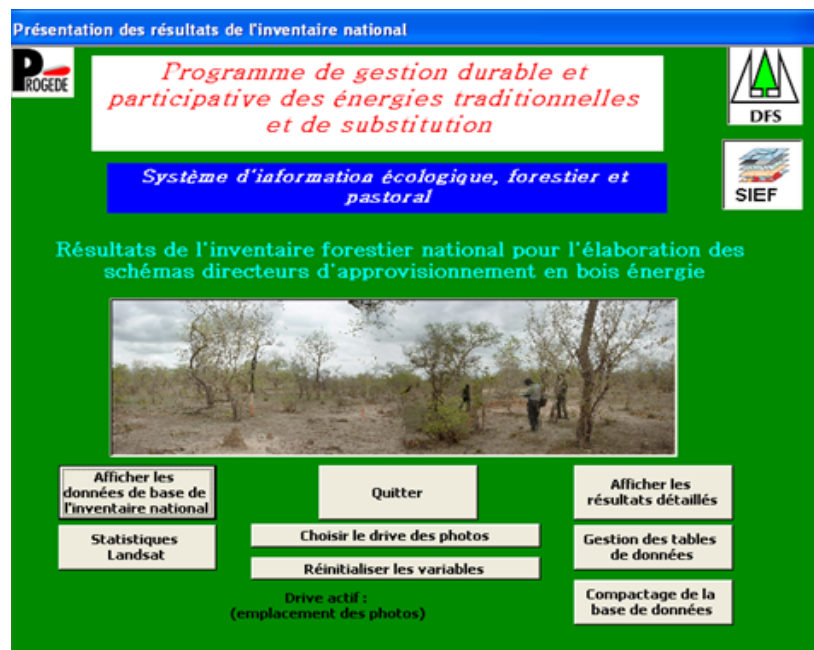 Présentation des résultats de l'inventaire national
PROGEDE
Programme de gestion durable et
participative des énergies traditionnelles
et de substitution
DFS
Système d'information écologique, forestier et
pastoral
SIEF
Résultats de l'inventaire forestier national pour l'élaboration des
schémas directeurs d'approvisionnement en bois énergie
Afficher les
données de base de
l'inventaire national
Quitter
Afficher les
résultats détaillés
Statistiques
Landsat
Choisir le drive des photos
Gestion des tables
de données
Réinitialiser les variables
Drive actif :
(emplacement des photos)
Compactage de la
base de données